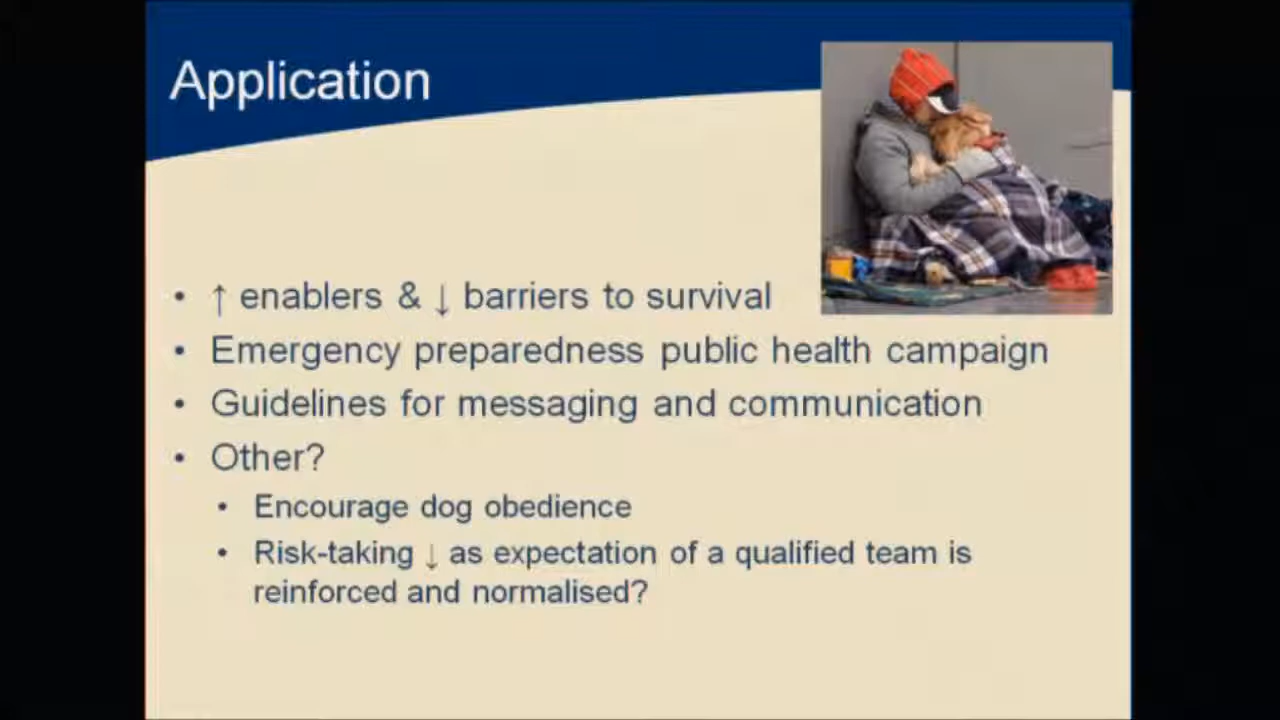 Application
• ↑ enablers & ↓ barriers to survival
• Emergency preparedness public health campaign
• Guidelines for messaging and communication
• Other?
• Encourage dog obedience
• Risk-taking ↓ as expectation of a qualified team is
reinforced and normalised?